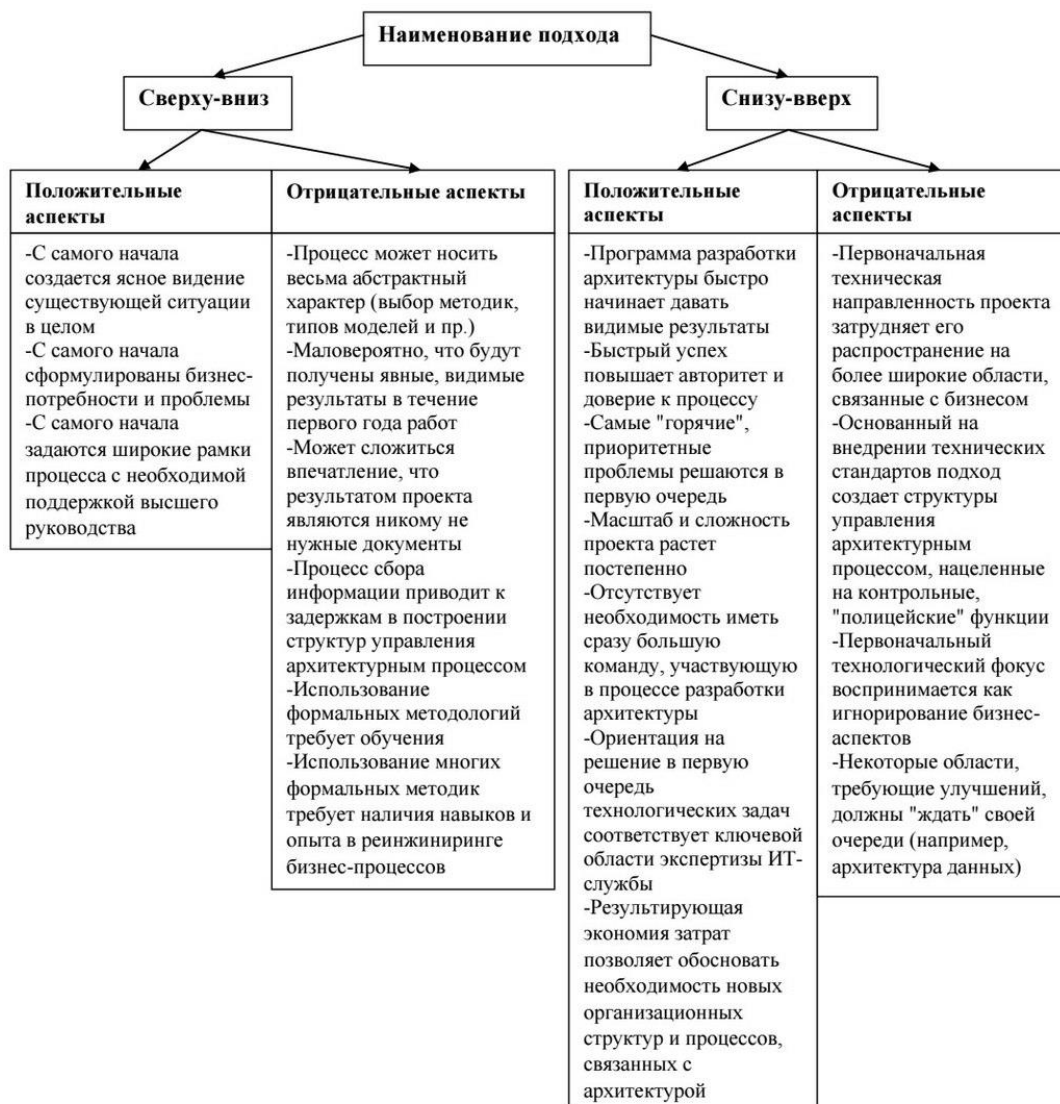 Наименование подхода
Сверху-вниз
Снизу-вверх
Положительные
аспекты
-С самого начала
создается ясное видение
существующей ситуации
в целом
-С самого начала
сформулированы бизнес-
потребности и проблемы
-С самого начала
задаются широкие рамки
процесса с необходимой
поддержкой высшего
руководства
Отрицательные аспекты
-Процесс может носить
весьма абстрактный
характер (выбор методик,
типов моделей и пр.)
-Маловероятно, что будут
получены явные, видимые
результаты в течение
первого года работ
-Может сложиться
впечатление, что
результатом проекта
являются никому не
нужные документы
-Процесс сбора
информации приводит к
задержкам в построении
структур управления
архитектурным процессом
-Использование
формальных методологий
требует обучения
-Использование многих
формальных методик
требует наличия навыков и
опыта в реинжиниринге
бизнес-процессов
Положительные
аспекты
-Программа разработки
архитектуры быстро
начинает давать
видимые результаты
-Быстрый успех
повышает авторитет и
доверие к процессу
-Самые "горячие",
приоритетные
проблемы решаются в
первую очередь
-Масштаб и сложность
проекта растет
постепенно
-Отсутствует
необходимость иметь
сразу большую
команду, участвующую
в процессе разработки
архитектуры
-Ориентация на
решение в первую
очередь
технологических задач
соответствует ключевой
области экспертизы ИТ-
службы
-Результирующая
экономия затрат
позволяет обосновать
необходимость новых
организационных
структур и процессов,
связанных с
архитектурой
Отрицательные
аспекты
-Первоначальная
техническая
направленность проекта
затрудняет его
распространение на
более широкие области,
связанные с бизнесом
-Основанный на
внедрении технических
стандартов подход
создает структуры
управления
архитектурным
процессом, нацеленные
на контрольные,
"полицейские" функции
-Первоначальный
технологический фокус
воспринимается как
игнорирование бизнес-
аспектов
-Некоторые области,
требующие улучшений,
должны "ждать" своей
очереди (например,
архитектура данных)